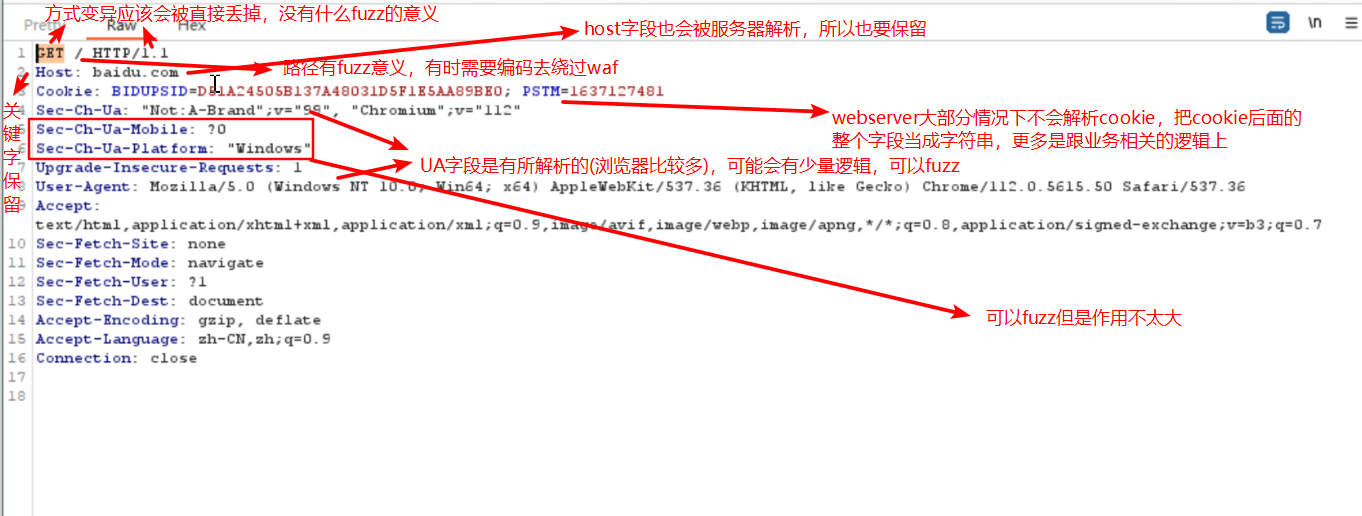 方式变异应该会被直接丢掉，没有什么fuzz的意义
Pretty Raw Hex \n
host字段也会被服务器解析，所以也要保留
1 GET / HTTP/1.1
路径有fuzz意义，有时需要编码去绕过waf
2 Host: baidu.com
3 Cookie: BIDUPSID=D51A24505B137A48031D5F1E5AA89BE0; PSTM=1637127481
关键字保留
4 Sec-Ch-Ua: "Not:A-Brand";v="99", "Chromium";v="112"
webserver大部分情况下不会解析cookie，把cookie后面的
整个字段当成字符串，更多是跟业务相关的逻辑上
5 Sec-Ch-Ua-Mobile: ?0
6 Sec-Ch-Ua-Platform: "Windows"
UA字段是有所解析的(浏览器比较多)，可能会有少量逻辑，可以fuzz
7 Upgrade-Insecure-Requests: 1
8 User-Agent: Mozilla/5.0 (Windows NT 10.0; Win64; x64) AppleWebKit/537.36 (KHTML, like Gecko) Chrome/112.0.5615.50 Safari/537.36
9 Accept:
text/html,application/xhtml+xml,application/xml;q=0.9,image/avif,image/webp,image/apng,*/*;q=0.8,application/signed-exchange;v=b3;q=0.7
10 Sec-Fetch-Site: none
11 Sec-Fetch-Mode: navigate
12 Sec-Fetch-User: ?1
13 Sec-Fetch-Dest: document
可以fuzz但是作用不太大
14 Accept-Encoding: gzip, deflate
15 Accept-Language: zh-CN,zh;q=0.9
16 Connection: close
17
18